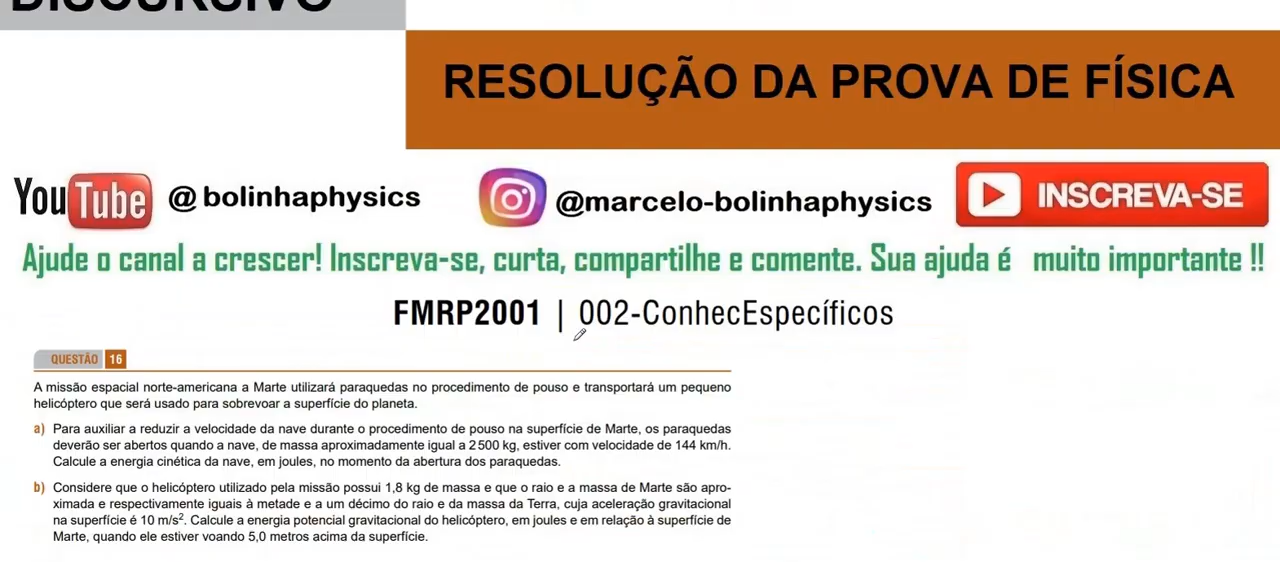 DISCURSIVO
RESOLUÇÃO DA PROVA DE FÍSICA
YouTube @bolinhaphysics @marcelo-bolinhaphysics INSCREVA-SE
Ajude o canal a crescer! Inscreva-se, curta, compartilhe e comente. Sua ajuda é muito importante !!
FMRP2001 | 002-ConhecEspecíficos
QUESTÃO 16
A missão espacial norte-americana a Marte utilizará paraquedas no procedimento de pouso e transportará um pequeno
helicóptero que será usado para sobrevoar a superfície do planeta.
a) Para auxiliar a reduzir a velocidade da nave durante o procedimento de pouso na superfície de Marte, os paraquedas
deverão ser abertos quando a nave, de massa aproximadamente igual a 2 500 kg, estiver com velocidade de 144 km/h.
Calcule a energia cinética da nave, em joules, no momento da abertura dos paraquedas.
b) Considere que o helicóptero utilizado pela missão possui 1,8 kg de massa e que o raio e a massa de Marte são apro-
ximada e respectivamente iguais à metade e a um décimo do raio e da massa da Terra, cuja aceleração gravitacional
na superfície é 10 m/s². Calcule a energia potencial gravitacional do helicóptero, em joules e em relação à superfície de
Marte, quando ele estiver voando 5,0 metros acima da superfície.